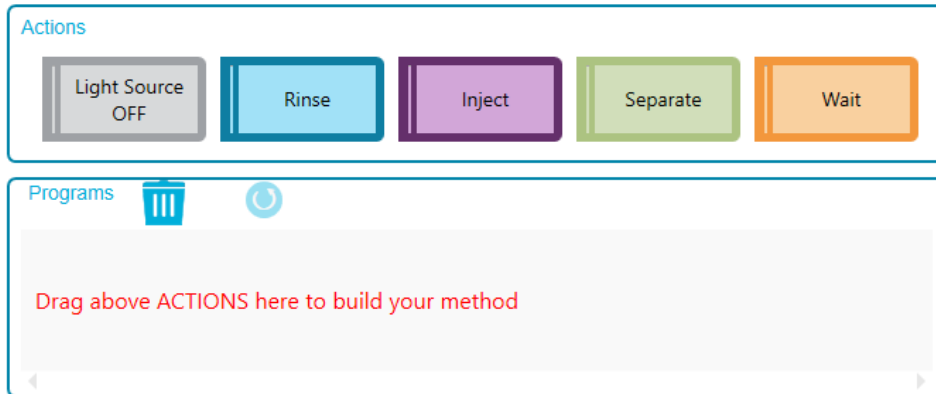 Actions
Light Source
OFF
Rinse
Inject
Separate
Wait
Programs
Drag above ACTIONS here to build your method